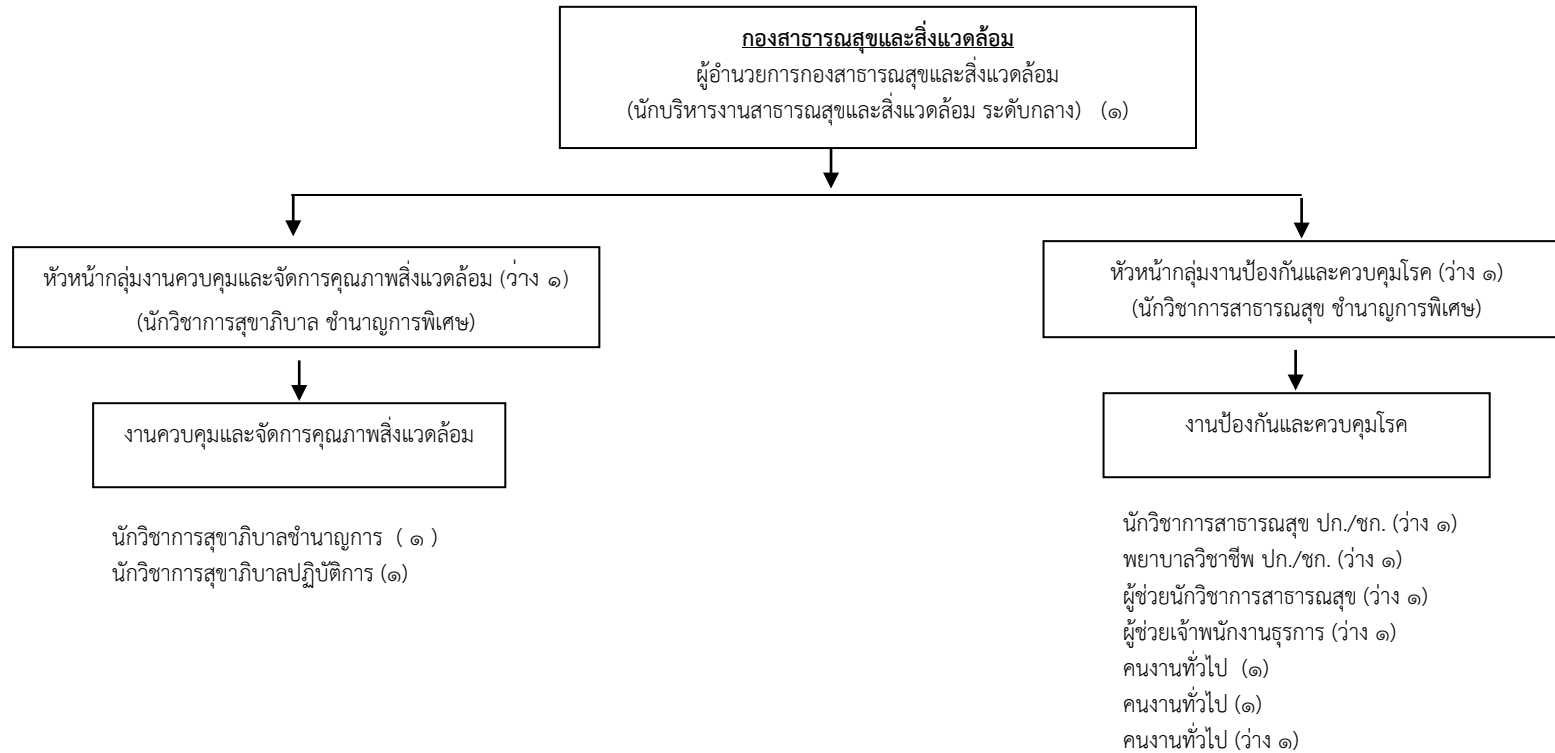 กองสาธารณสุขและสิ่งแวดล้อม
ผู้อำนวยการกองสาธารณสุขและสิ่งแวดล้อม
(นักบริหารงานสาธารณสุขและสิ่งแวดล้อม ระดับกลาง) (๑)
หัวหน้ากลุ่มงานควบคุมและจัดการคุณภาพสิ่งแวดล้อม (ว่าง ๑)
(นักวิชาการสุขาภิบาล ชำนาญการพิเศษ)
งานควบคุมและจัดการคุณภาพสิ่งแวดล้อม
นักวิชาการสุขาภิบาลชำนาญการ ( ๑ )
นักวิชาการสุขาภิบาลปฏิบัติการ (๑)
หัวหน้ากลุ่มงานป้องกันและควบคุมโรค (ว่าง ๑)
(นักวิชาการสาธารณสุข ชำนาญการพิเศษ)
งานป้องกันและควบคุมโรค
นักวิชาการสาธารณสุข ปก./ชก. (ว่าง ๑)
พยาบาลวิชาชีพ ปก./ชก. (ว่าง ๑)
ผู้ช่วยนักวิชาการสาธารณสุข (ว่าง ๑)
ผู้ช่วยเจ้าพนักงานธุรการ (ว่าง ๑)
คนงานทั่วไป (๑)
คนงานทั่วไป (๑)
คนงานทั่วไป (ว่าง ๑)